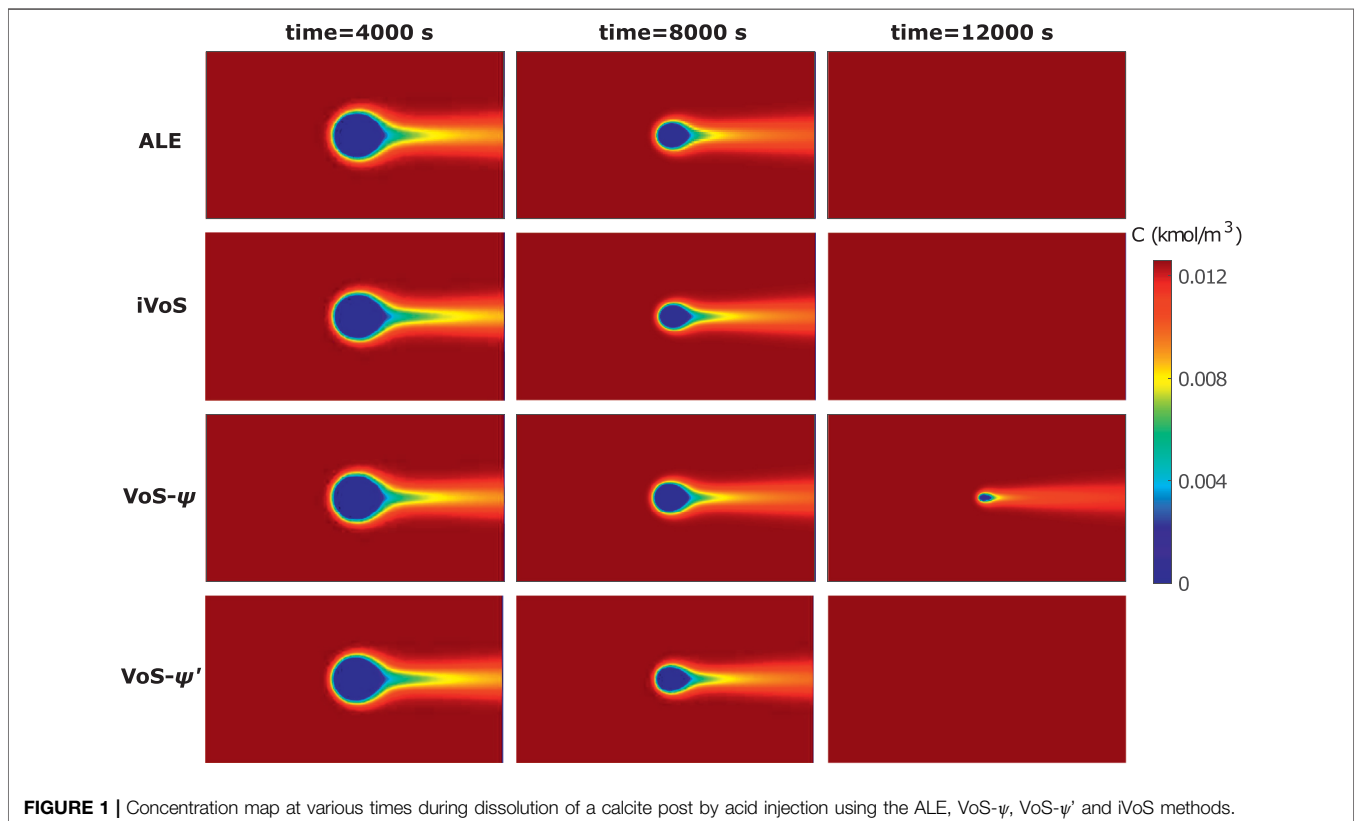 time=4000 s time=8000 s time=12000 s
ALE
iVoS
C (kmol/m³)
0.012
0.008
0.004
0
VoS-ψ
VoS-ψ'
FIGURE 1 | Concentration map at various times during dissolution of a calcite post by acid injection using the ALE, VoS-ψ, VoS-ψ' and iVoS methods.